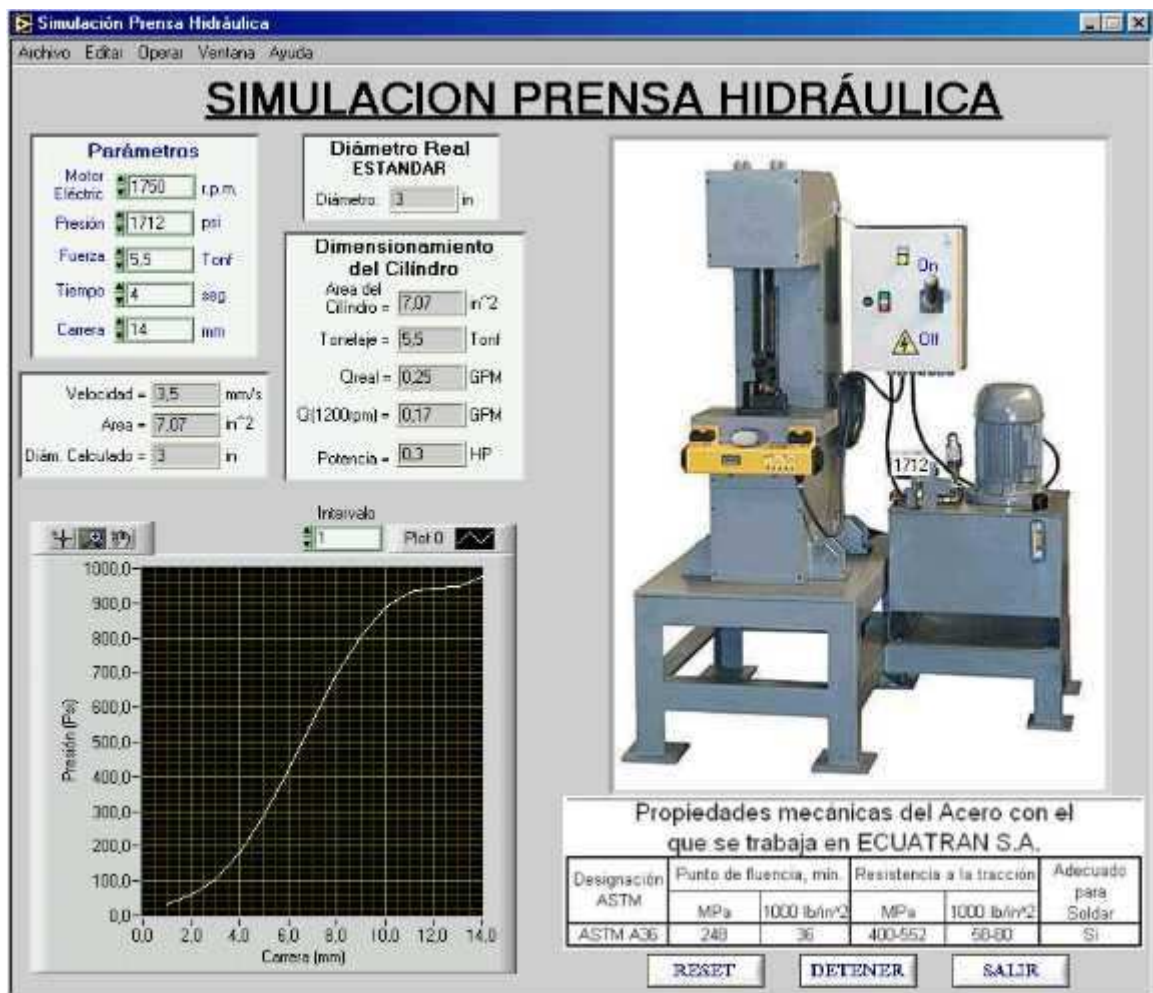 Simulación Prensa Hidráulica
Archivo Editar Operar Ventana Ayuda
SIMULACION PRENSA HIDRÁULICA
Parámetros
Motor Eléctric 1750 r.p.m.
Presión 1712 psi
Fuerza 5,5 Tonf
Tiempo 4 seg
Carrera 14 mm
Velocidad = 3,5 mm/s
Area = 7,07 in^2
Diám. Calculado = 3 in
Diámetro Real
ESTANDAR
Diámetro 3 in
Dimensionamiento
del Cilíndro
Area del
Cilindro = 7,07 in^2
Tonelaje = 5,5 Tonf
Qreal = 0,25 GPM
Q(1200rpm) = 0,17 GPM
Potencia = 0,3 HP
On
Off
1712
Intervalo
1
Plot 0
Presión (Psi)
1000,0
900,0
800,0
700,0
600,0
500,0
400,0
300,0
200,0
100,0
0,0
0,0 2,0 4,0 6,0 8,0 10,0 12,0 14,0
Carrera (mm)
Propiedades mecánicas del Acero con el
que se trabaja en ECUATRAN S.A.
Designación ASTM Punto de fluencia, min. Resistencia a la tracción Adecuado para Soldar
MPa 1000 lb/in^2 MPa 1000 lb/in^2
ASTM A36 248 36 400-552 58-80 Si
RESET DETENER SALIR